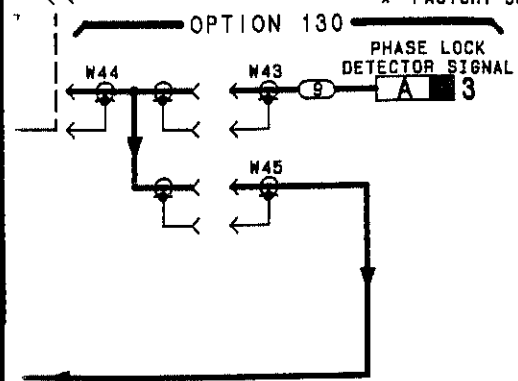 OPTION 130
PHASE LOCK
DETECTOR SIGNAL
W44
W43
9
A
3
W45